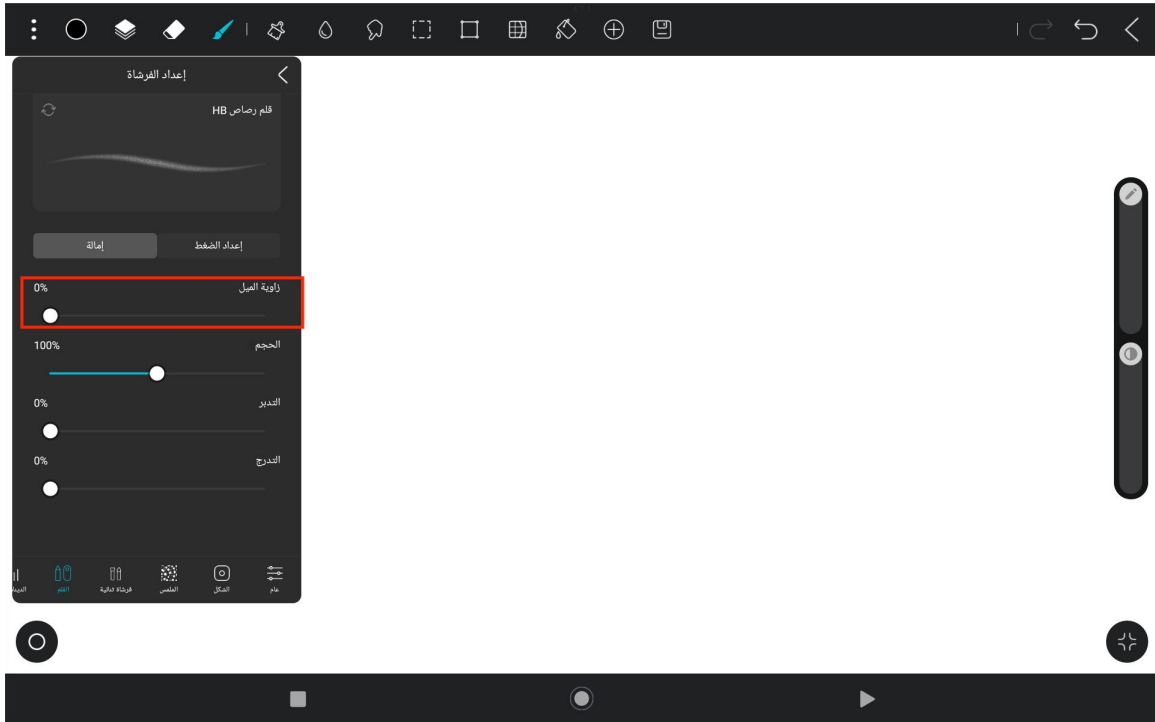 إعداد الفرشاة
قلم رصاص HB
إعداد الضغط إمالة
زاوية الميل 0%
الحجم 100%
التدبر 0%
التدرج 0%
عام الشكل الملمس فرشاة ثنائية القلم